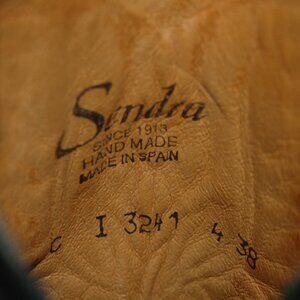 Sendra
SINCE 1913
HAND MADE
MADE IN SPAIN
C I 3241 4 38